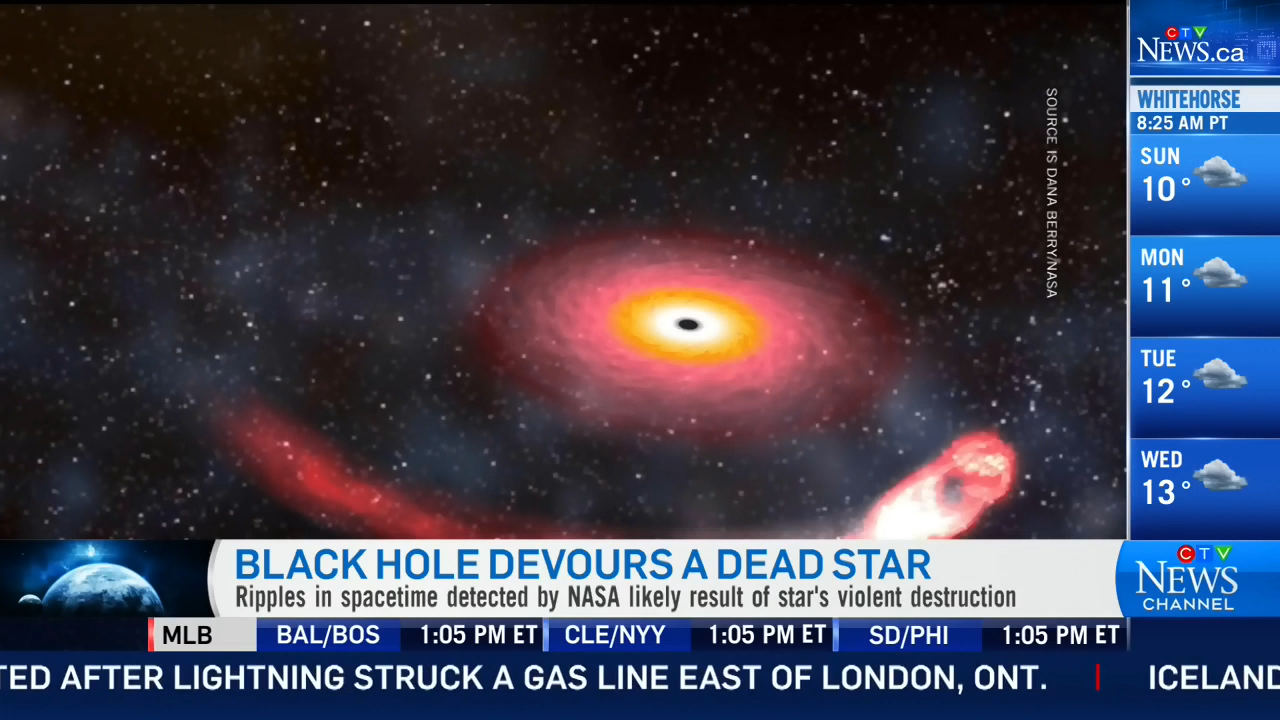 SOURCE IS DANA BERRY/NASA
CTV
NEWS.ca
WHITEHORSE
8:25 AM PT
SUN
10°
MON
11°
TUE
12°
WED
13°
BLACK HOLE DEVOURS A DEAD STAR
Ripples in spacetime detected by NASA likely result of star's violent destruction
CTV
NEWS
CHANNEL
MLB BAL/BOS 1:05 PM ET CLE/NYY 1:05 PM ET SD/PHI 1:05 PM ET
TED AFTER LIGHTNING STRUCK A GAS LINE EAST OF LONDON, ONT. | ICELAND